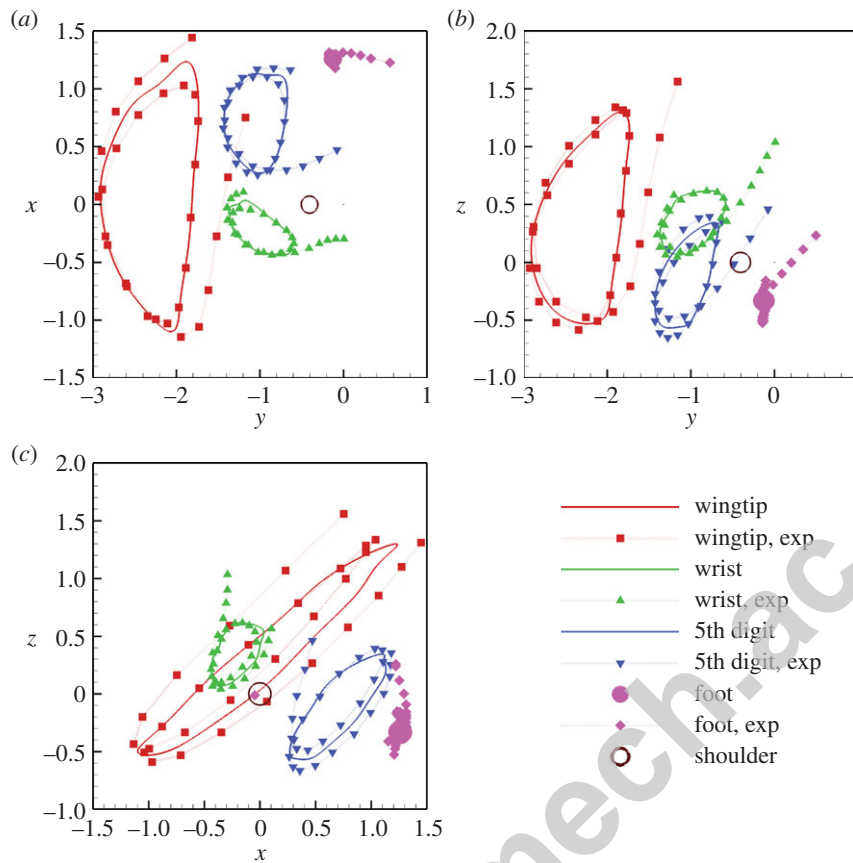 (a)
1.5
1.0
0.5
x 0
−0.5
−1.0
−1.5
−3 −2 −1 0 1
y
(b)
2.0
1.5
1.0
0.5
z
0
−0.5
−1.0
−3 −2 −1 0
y
(c)
2.0
1.5
1.0
0.5
z
0
−0.5
−1.0
−1.5 −1.0 −0.5 0 0.5 1.0 1.5
x
wingtip
wingtip, exp
wrist
wrist, exp
5th digit
5th digit, exp
foot
foot, exp
shoulder
mech.ac